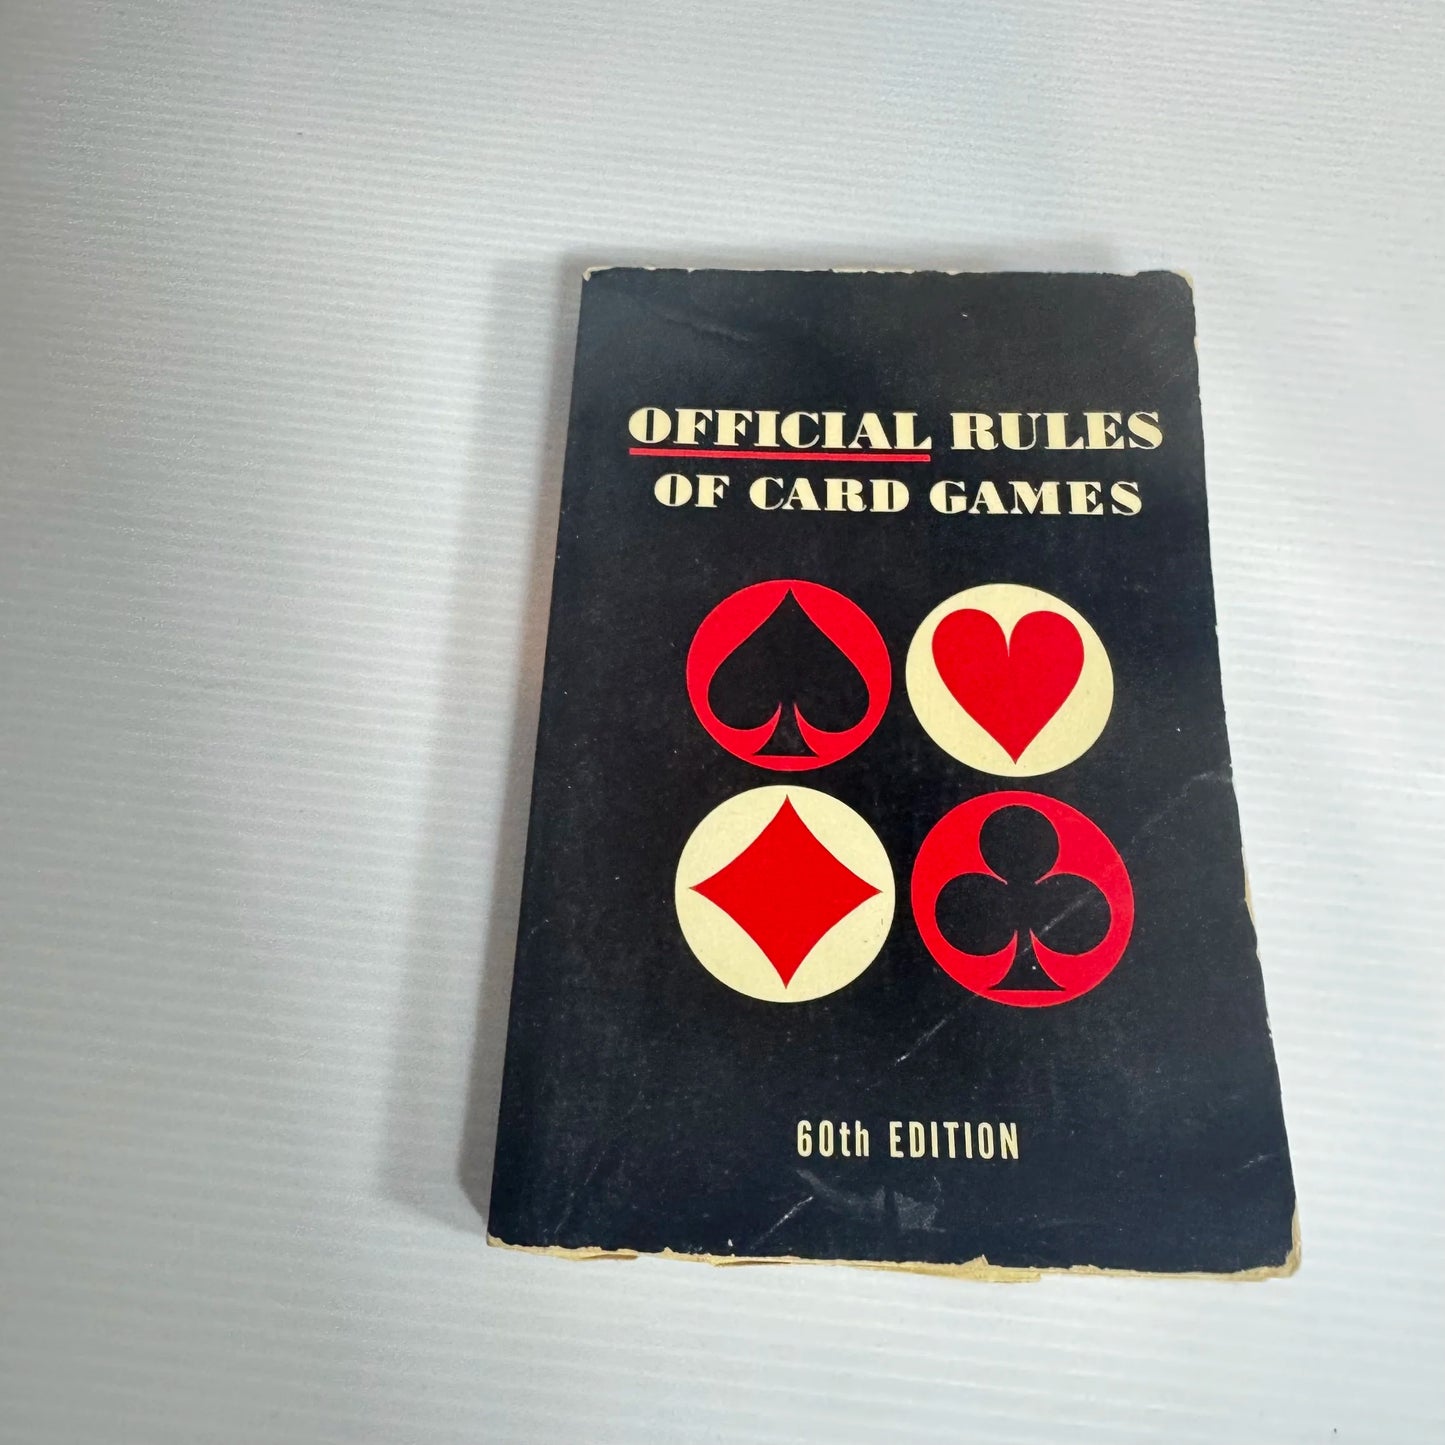 OFFICIAL RULES
OF CARD GAMES
60th EDITION